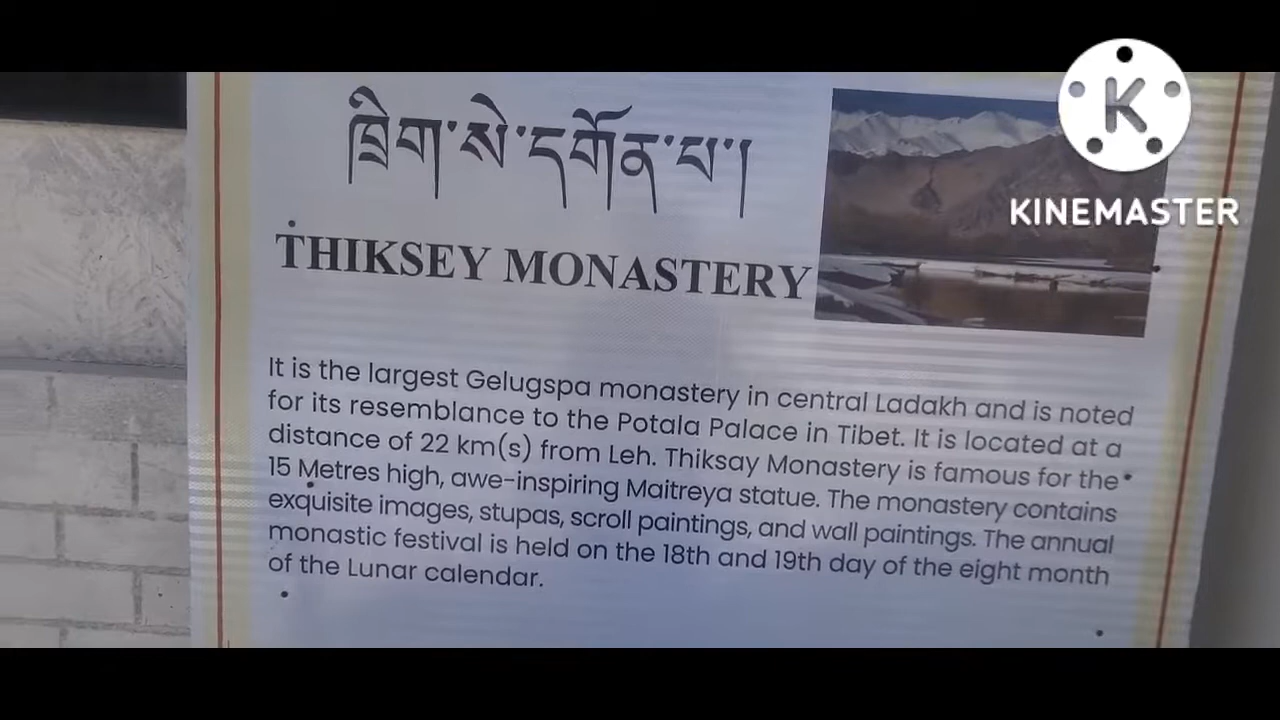 ཁྲིག་སེ་དགོན་པ།
THIKSEY MONASTERY
It is the largest Gelugspa monastery in central Ladakh and is noted
for its resemblance to the Potala Palace in Tibet. It is located at a
distance of 22 km(s) from Leh. Thiksay Monastery is famous for the
15 Metres high, awe-inspiring Maitreya statue. The monastery contains
exquisite images, stupas, scroll paintings, and wall paintings. The annual
monastic festival is held on the 18th and 19th day of the eight month
of the Lunar calendar.
K
KINEMASTER